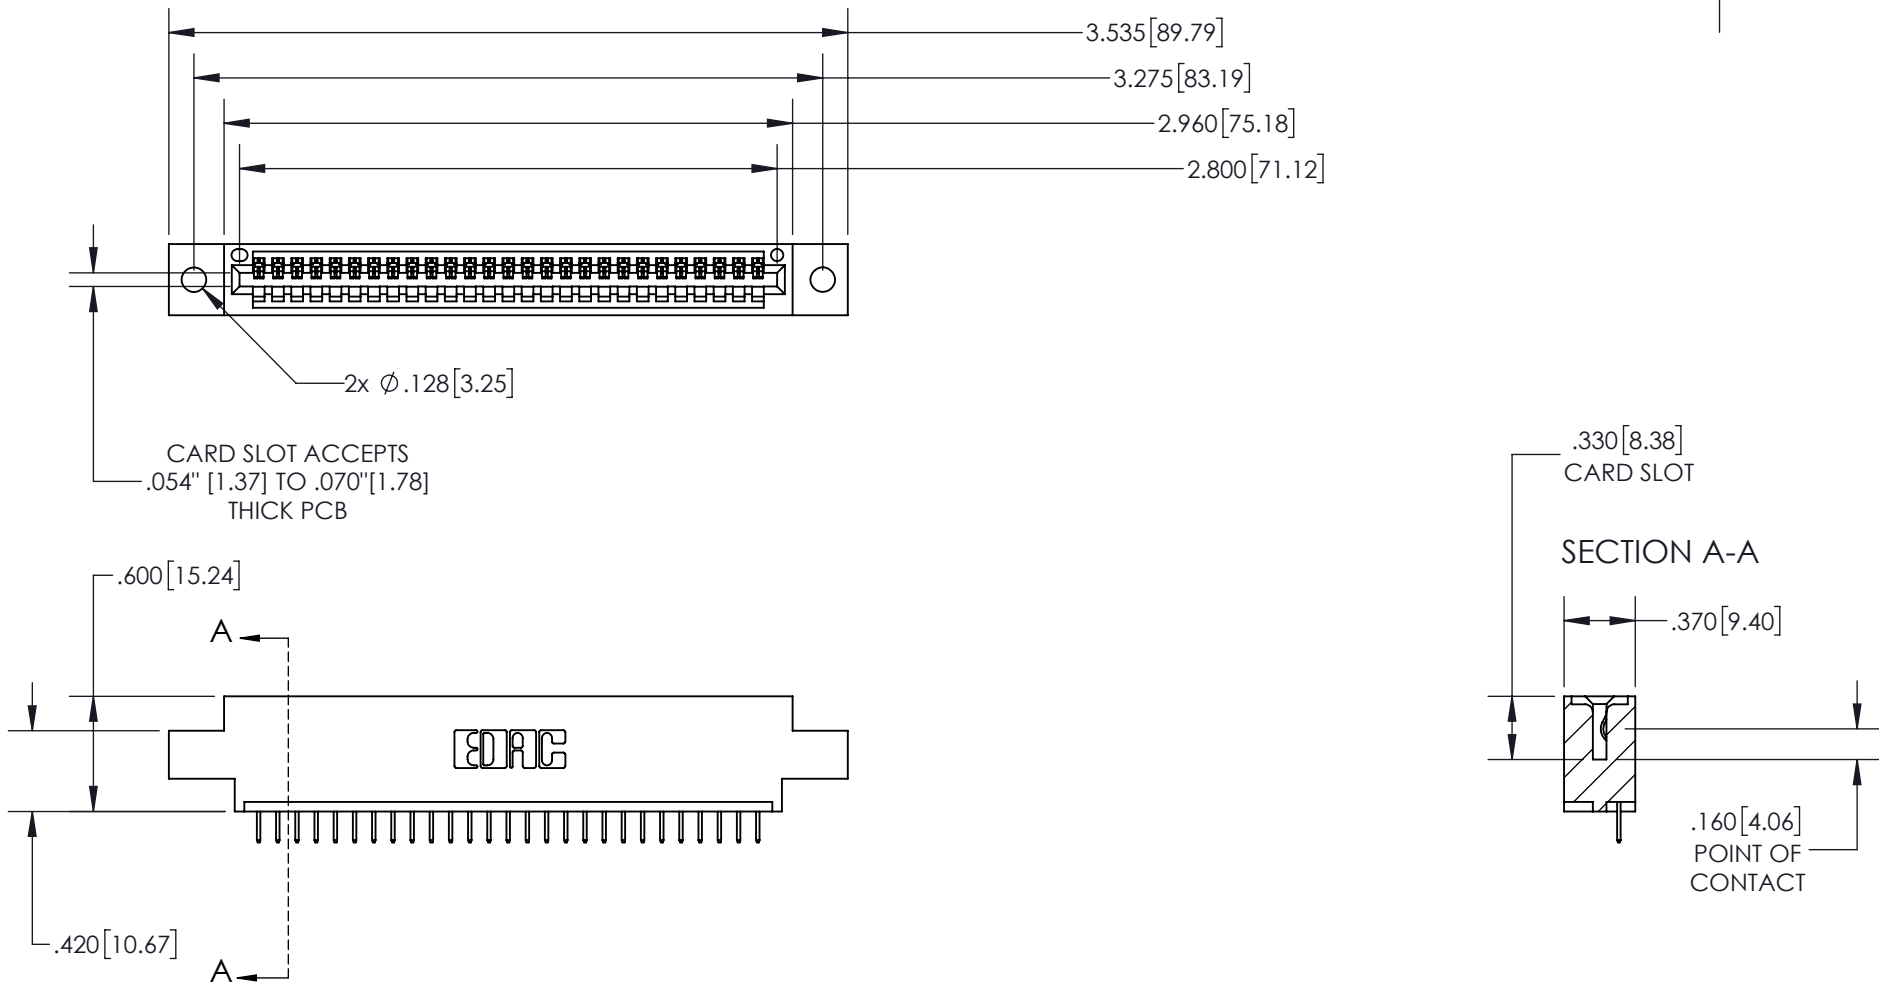 3.535[89.79]
3.275[83.19]
2.960[75.18]
2.800[71.12]
2x ∅.128[3.25]
CARD SLOT ACCEPTS
.054" [1.37] TO .070"[1.78]
THICK PCB
.330[8.38]
CARD SLOT
SECTION A-A
.600[15.24]
A
.370[9.40]
EDAC
.160[4.06]
POINT OF
CONTACT
.420[10.67]
A